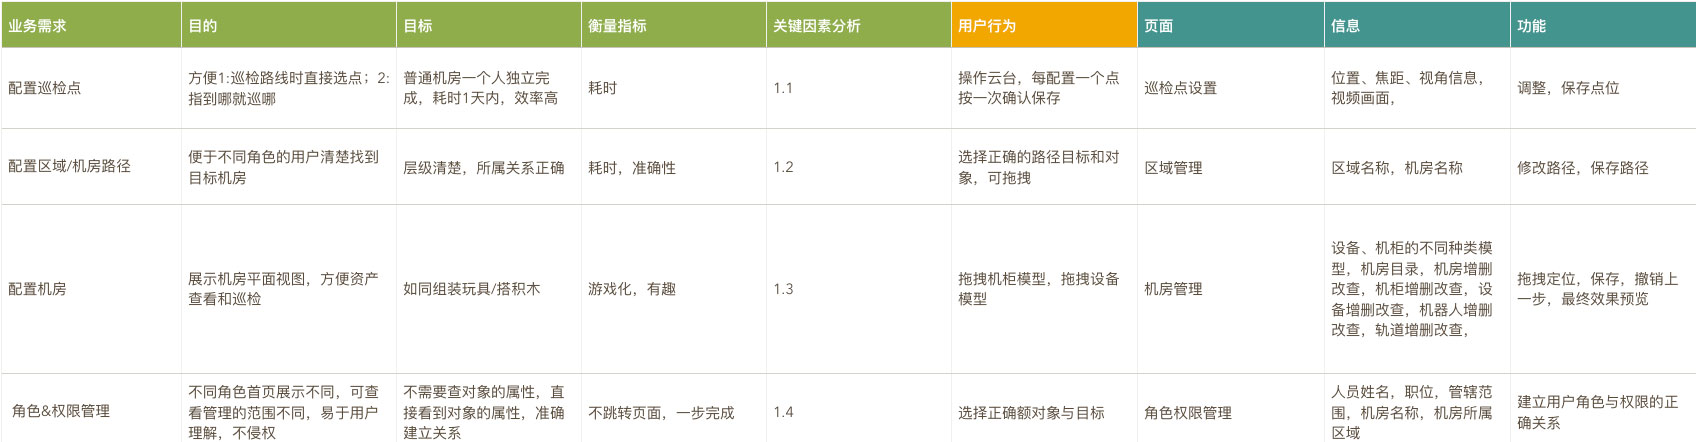 业务需求
目的
目标
衡量指标
关键因素分析
用户行为
页面
信息
功能
配置巡检点
方便1:巡检路线时直接选点；2:
指到哪就巡哪
普通机房一个人独立完
成，耗时1天内，效率高
耗时
1.1
操作云台，每配置一个点
按一次确认保存
巡检点设置
位置、焦距、视角信息，
视频画面，
调整，保存点位
配置区域/机房路径
便于不同角色的用户清楚找到
目标机房
层级清楚，所属关系正确
耗时，准确性
1.2
选择正确的路径目标和对
象，可拖拽
区域管理
区域名称，机房名称
修改路径，保存路径
配置机房
展示机房平面视图，方便资产
查看和巡检
如同组装玩具/搭积木
游戏化，有趣
1.3
拖拽机柜模型，拖拽设备
模型
机房管理
设备、机柜的不同种类模
型，机房目录，机房增删
改查，机柜增删改查，设
备增删改查，机器人增删
改查，轨道增删改查，
拖拽定位，保存，撤销上
一步，最终效果预览
角色&权限管理
不同角色首页展示不同，可查
看管理的范围不同，易于用户
理解，不侵权
不需要查对象的属性，直
接看到对象的属性，准确
建立关系
不跳转页面，一步完成
1.4
选择正确额对象与目标
角色权限管理
人员姓名，职位，管辖范
围，机房名称，机房所属
区域
建立用户角色与权限的正
确关系